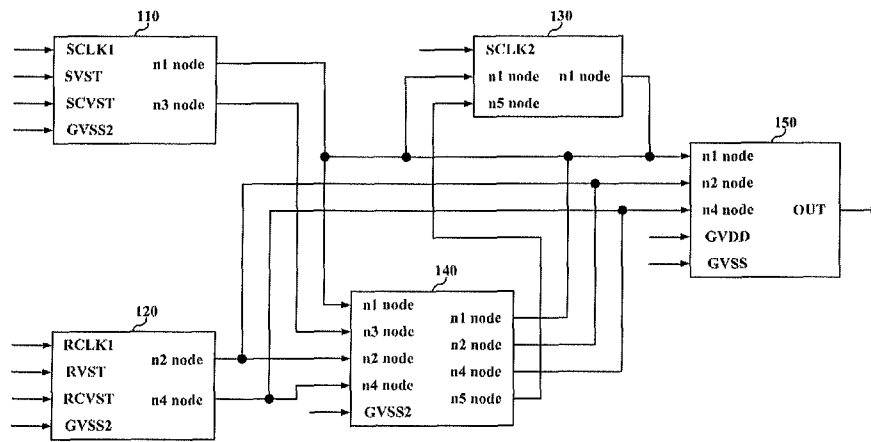 110
SCLK1
SVST
SCVST
GVSS2
n1 node
n3 node
130
SCLK2
n1 node
n5 node
n1 node
150
n1 node
n2 node
n4 node
GVDD
GVSS
OUT
120
RCLK1
RVST
RCVST
GVSS2
n2 node
n4 node
140
n1 node
n3 node
n2 node
n4 node
GVSS2
n1 node
n2 node
n4 node
n5 node